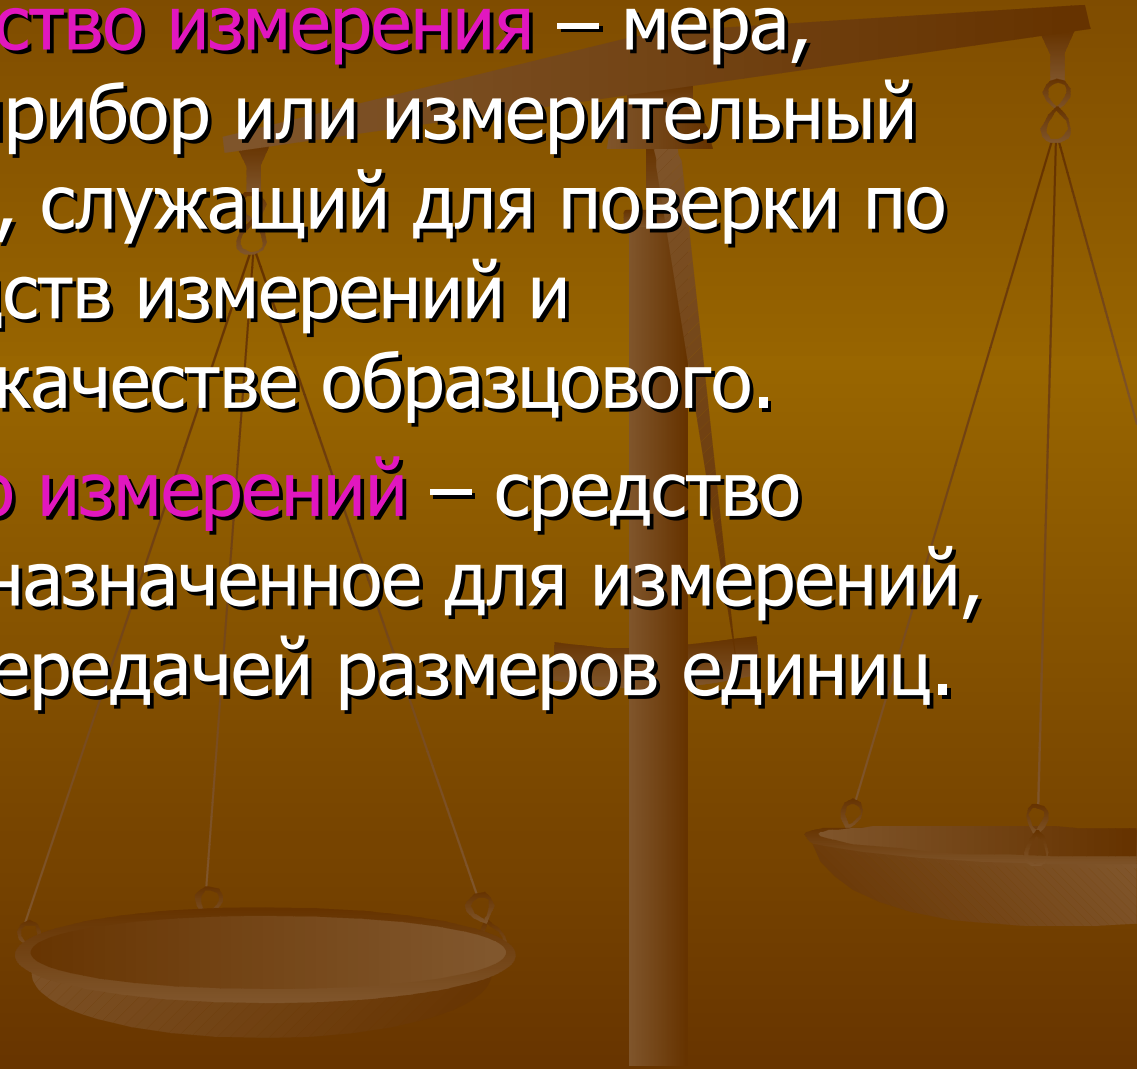 ство измерения – мера,
рибор или измерительный
, служащий для поверки по
дств измерений и
качестве образцового.
о измерений – средство
назначенное для измерений,
ередачей размеров единиц.